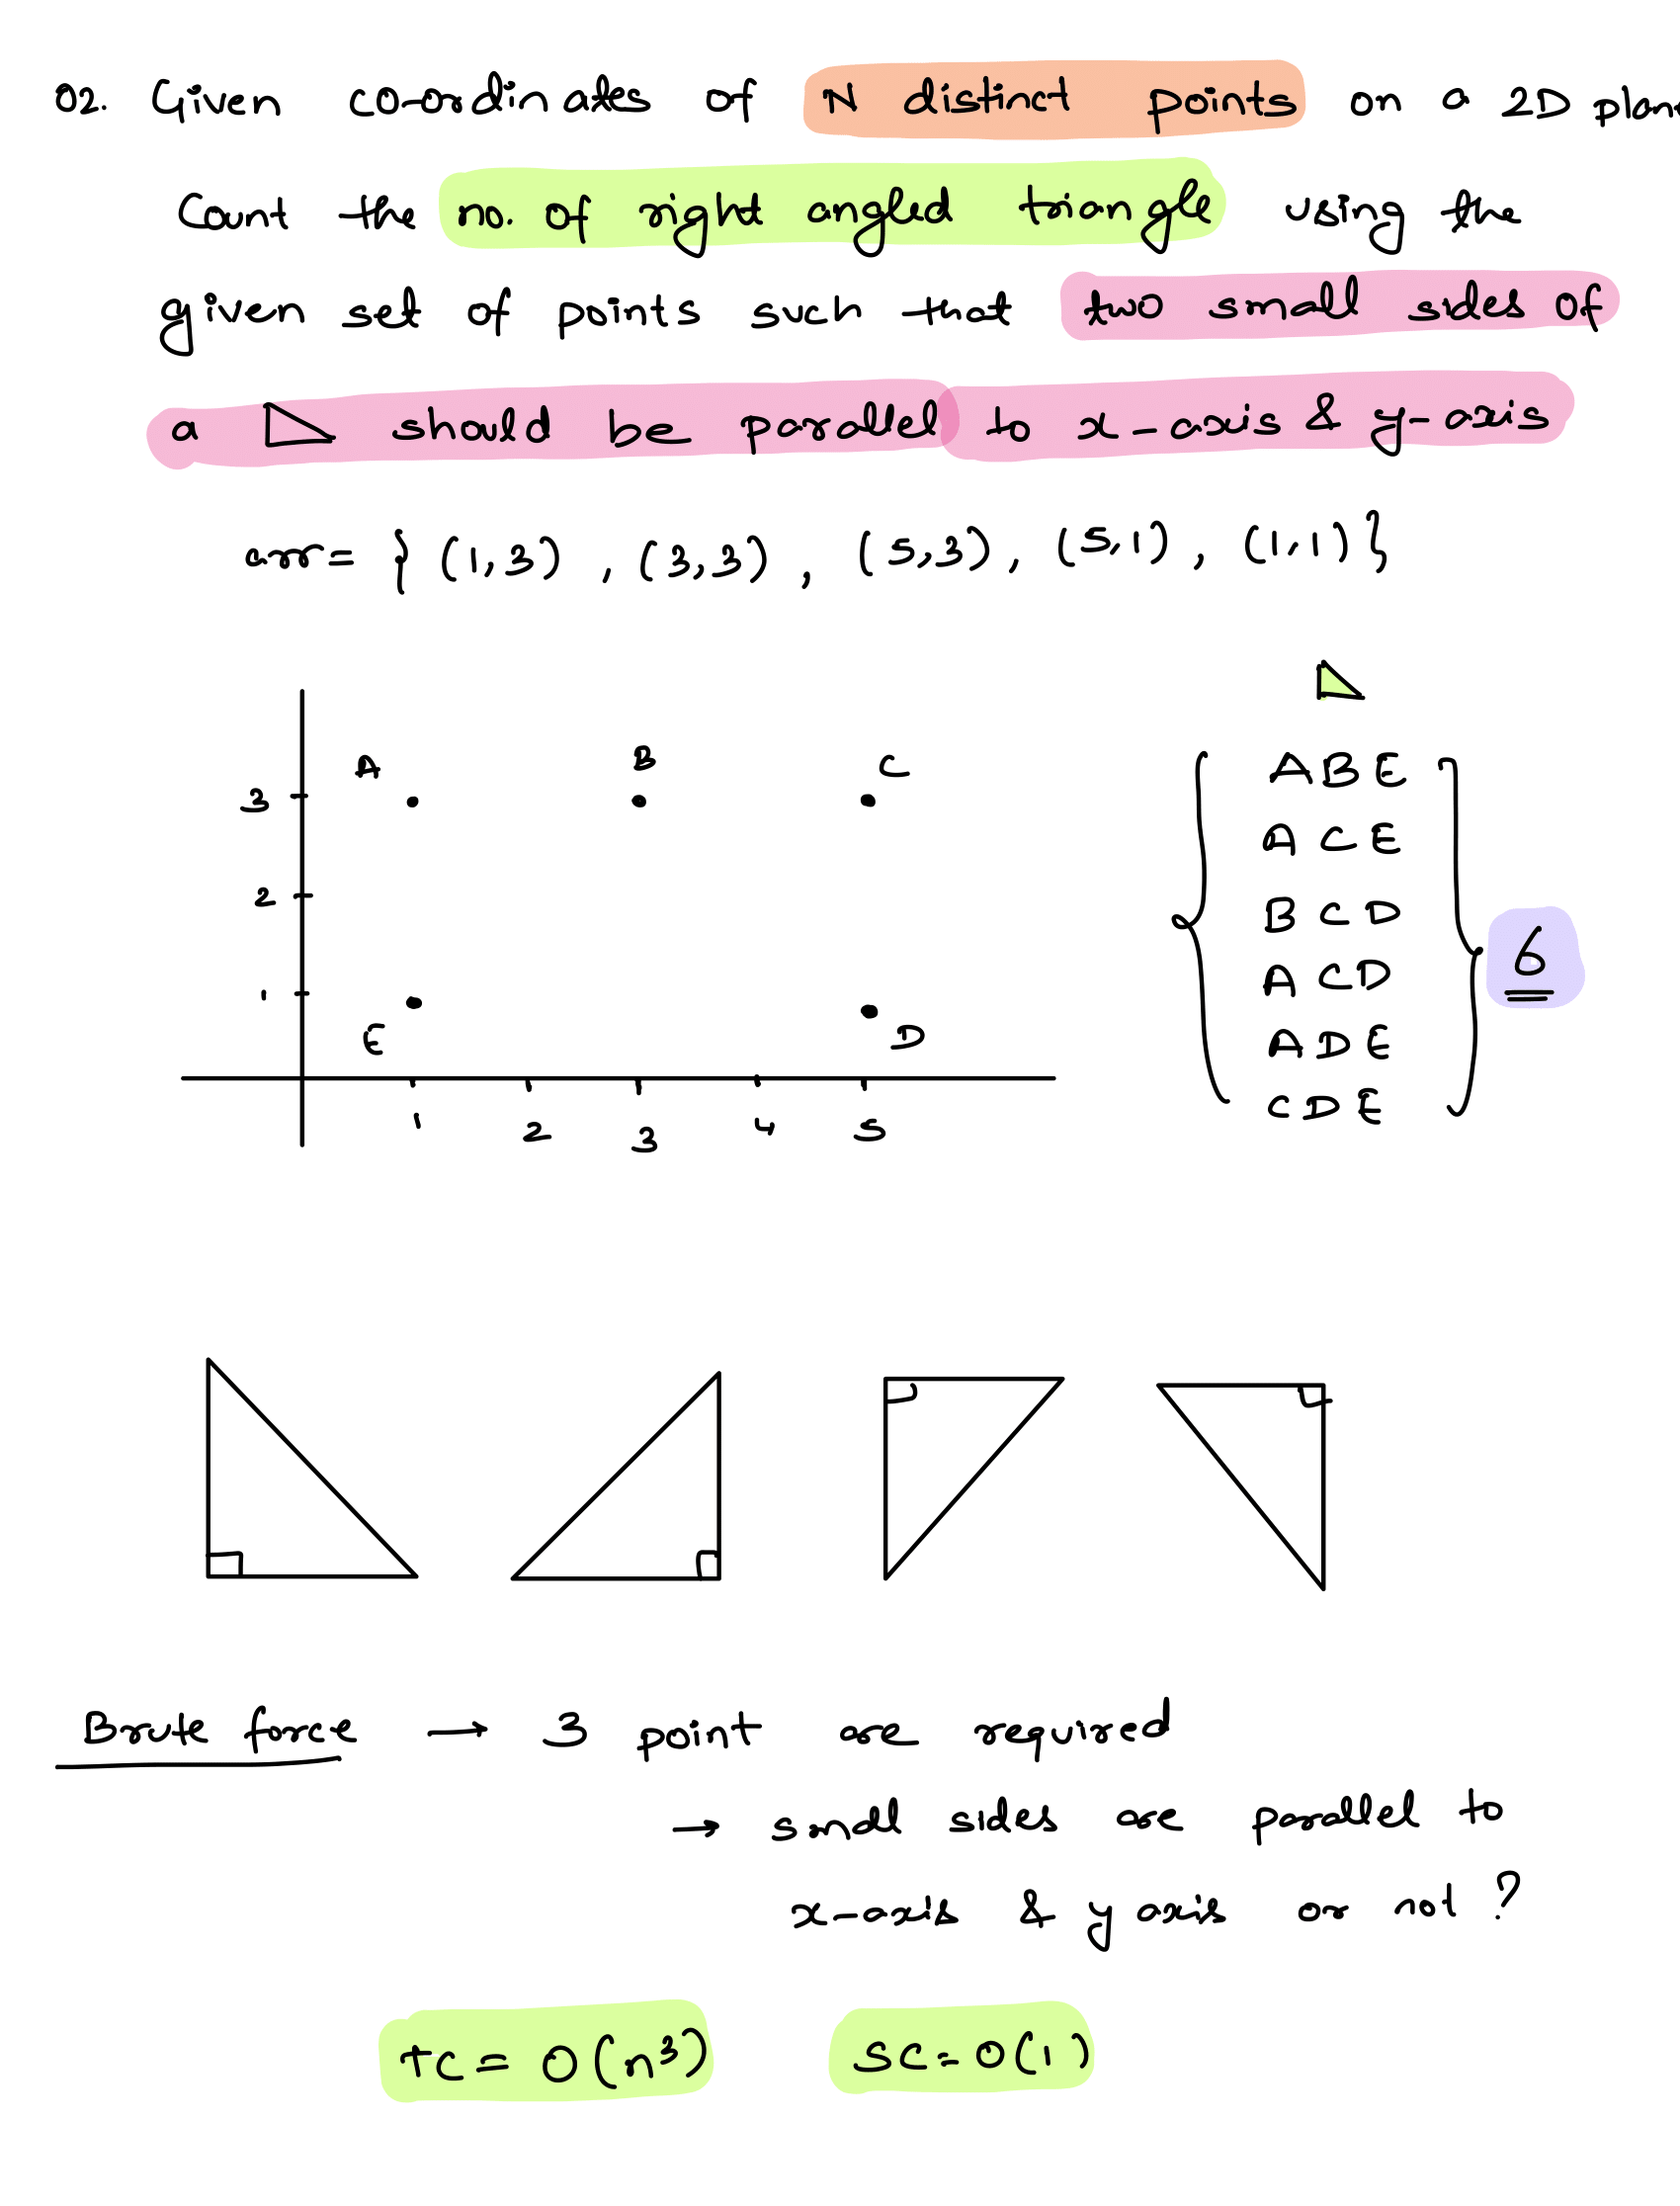 02. Given co-ordinates of N distinct points on a 2D plan
Count the no. of right angled triangle using the
given set of points such that two small sides of
a should be parallel to x-axis & y-axis
arr= { (1,3) , (3,3) , (5,3) , (5,1) , (1,1) }
A B C
3
2
1
E D
1 2 3 4 5
ABE
ACE
BCD
ACD
ADE
CDE
6
Brute force → 3 point are required
→ small sides are parallel to
x-axis & y axis or not ?
TC = O(n³) SC = O(1)